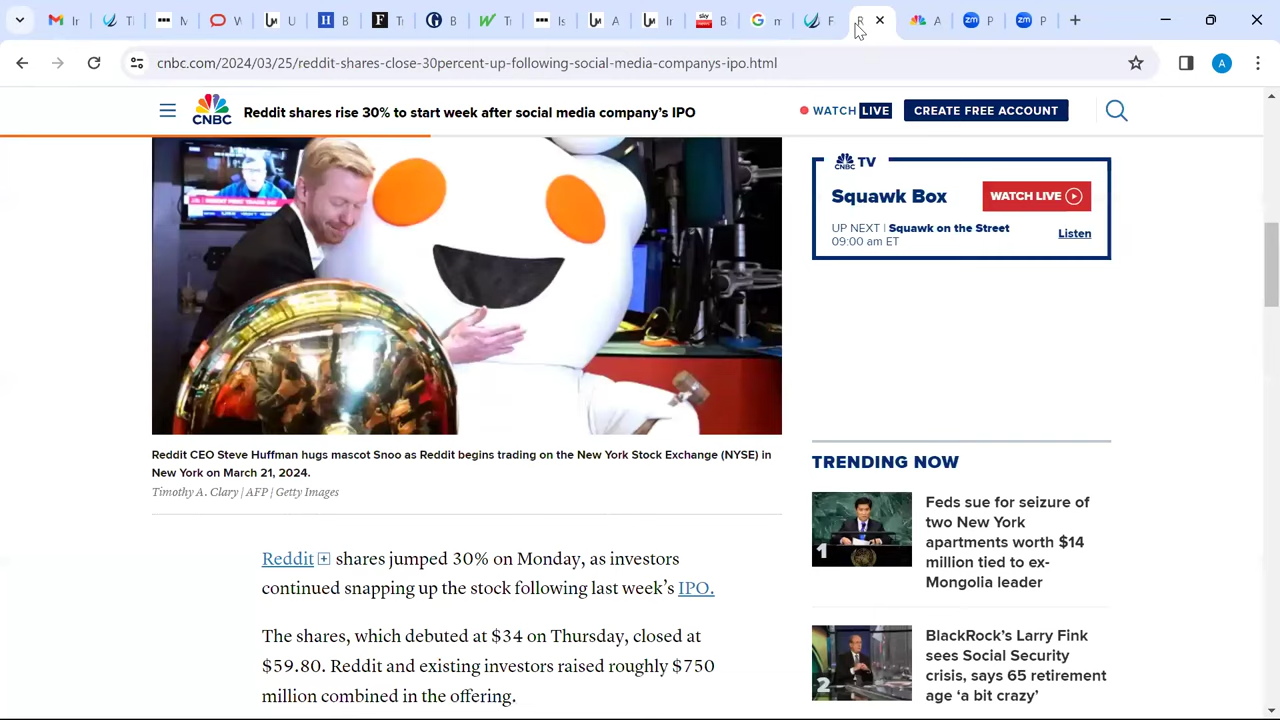 Ir
T
M
W
U
B
T
B
T
Is
A
Ir
sky news
B
m
F
R
A
zm
P
zm
P
cnbc.com/2024/03/25/reddit-shares-close-30percent-up-following-social-media-companys-ipo.html
A
CNBC
Reddit shares rise 30% to start week after social media company's IPO
WATCH LIVE
CREATE FREE ACCOUNT
CNBC TV
Squawk Box
WATCH LIVE
UP NEXT | Squawk on the Street
09:00 am ET
Listen
Reddit CEO Steve Huffman hugs mascot Snoo as Reddit begins trading on the New York Stock Exchange (NYSE) in
New York on March 21, 2024.
Timothy A. Clary | AFP | Getty Images
Reddit shares jumped 30% on Monday, as investors
continued snapping up the stock following last week's IPO.
The shares, which debuted at $34 on Thursday, closed at
$59.80. Reddit and existing investors raised roughly $750
million combined in the offering.
TRENDING NOW
1
Feds sue for seizure of
two New York
apartments worth $14
million tied to ex-
Mongolia leader
2
BlackRock's Larry Fink
sees Social Security
crisis, says 65 retirement
age 'a bit crazy'